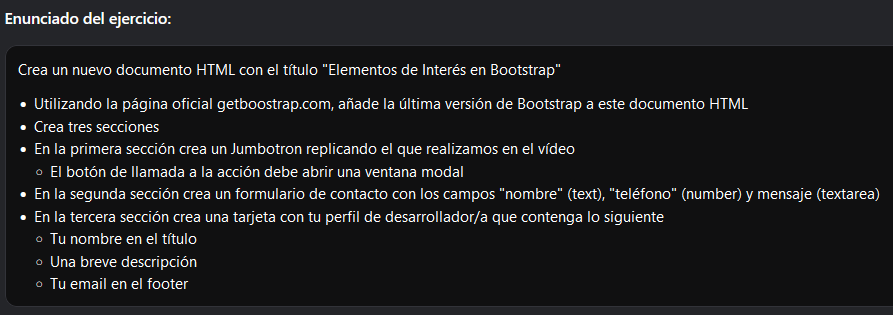 Enunciado del ejercicio:
Crea un nuevo documento HTML con el título "Elementos de Interés en Bootstrap"
• Utilizando la página oficial getboostrap.com, añade la última versión de Bootstrap a este documento HTML
• Crea tres secciones
• En la primera sección crea un Jumbotron replicando el que realizamos en el vídeo
○ El botón de llamada a la acción debe abrir una ventana modal
• En la segunda sección crea un formulario de contacto con los campos "nombre" (text), "teléfono" (number) y mensaje (textarea)
• En la tercera sección crea una tarjeta con tu perfil de desarrollador/a que contenga lo siguiente
○ Tu nombre en el título
○ Una breve descripción
○ Tu email en el footer